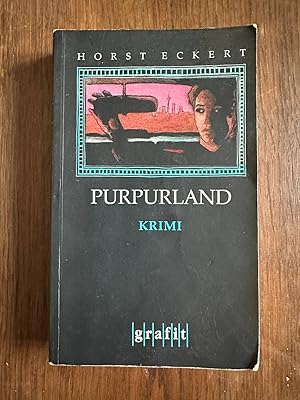 HORST ECKERT
PURPURLAND
KRIMI
grafit